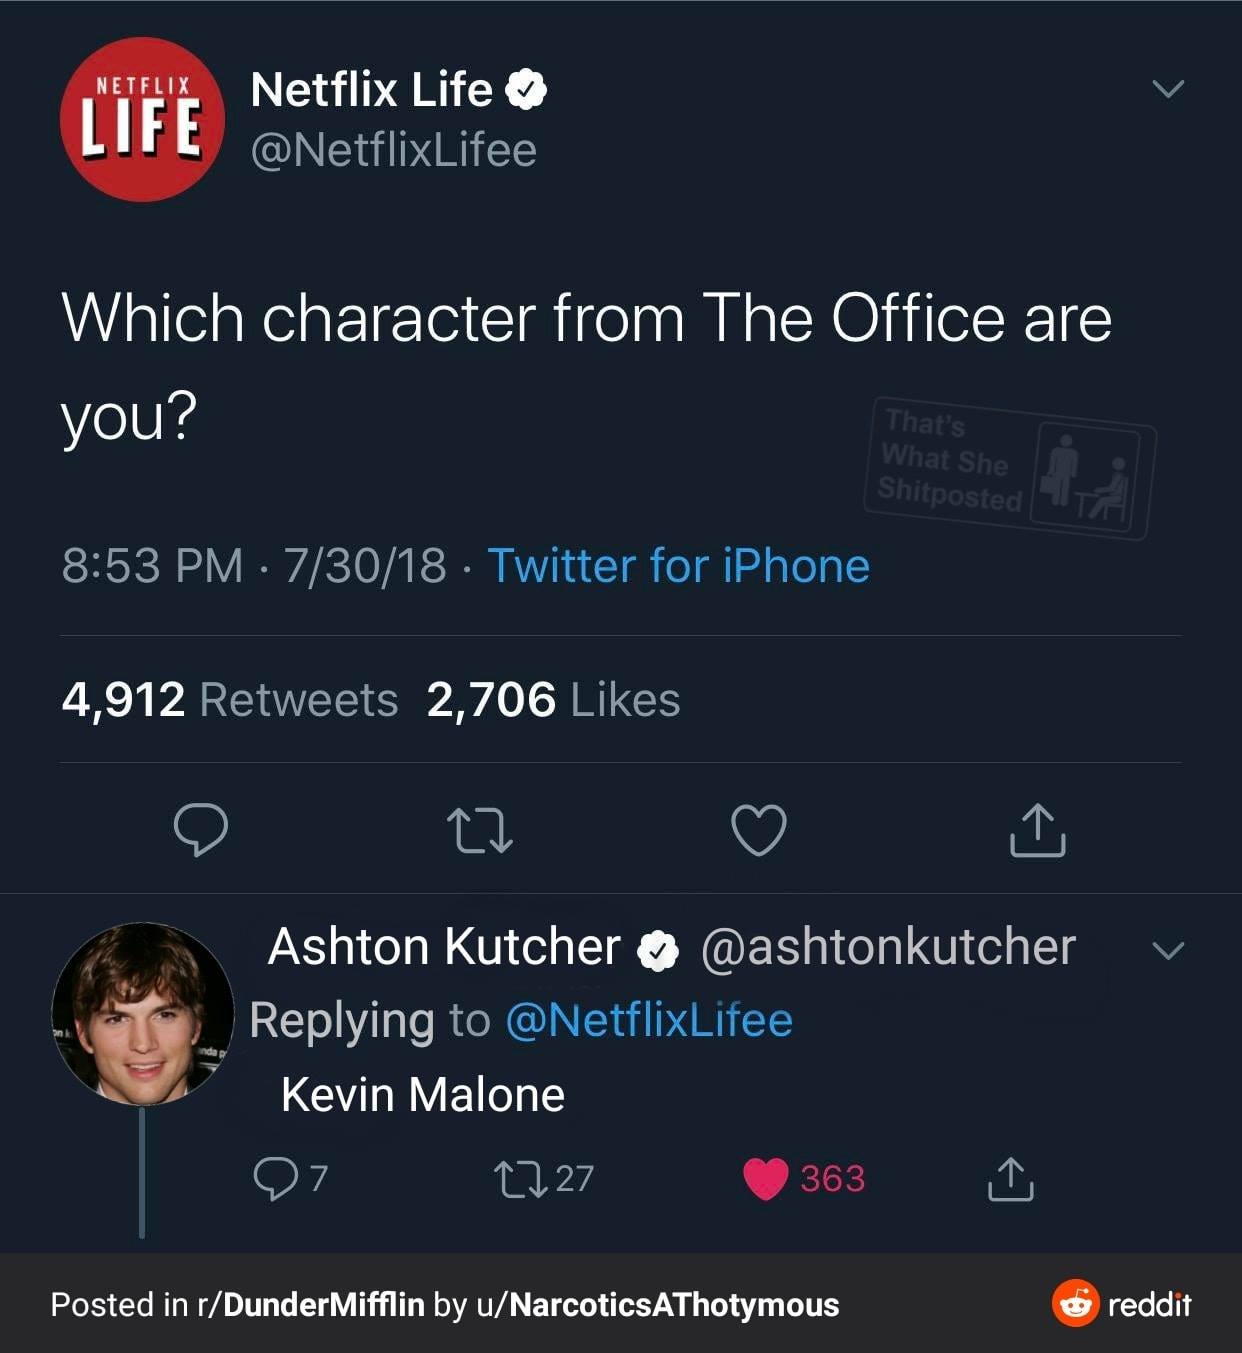 NETFLIX
LIFE
Netflix Life
@NetflixLifee
Which character from The Office are
you?
That's
What She
Shitposted
8:53 PM · 7/30/18 · Twitter for iPhone
4,912 Retweets 2,706 Likes
Ashton Kutcher @ashtonkutcher
Replying to @NetflixLifee
Kevin Malone
7 27 363
Posted in r/DunderMifflin by u/NarcoticsAThotymous
reddit